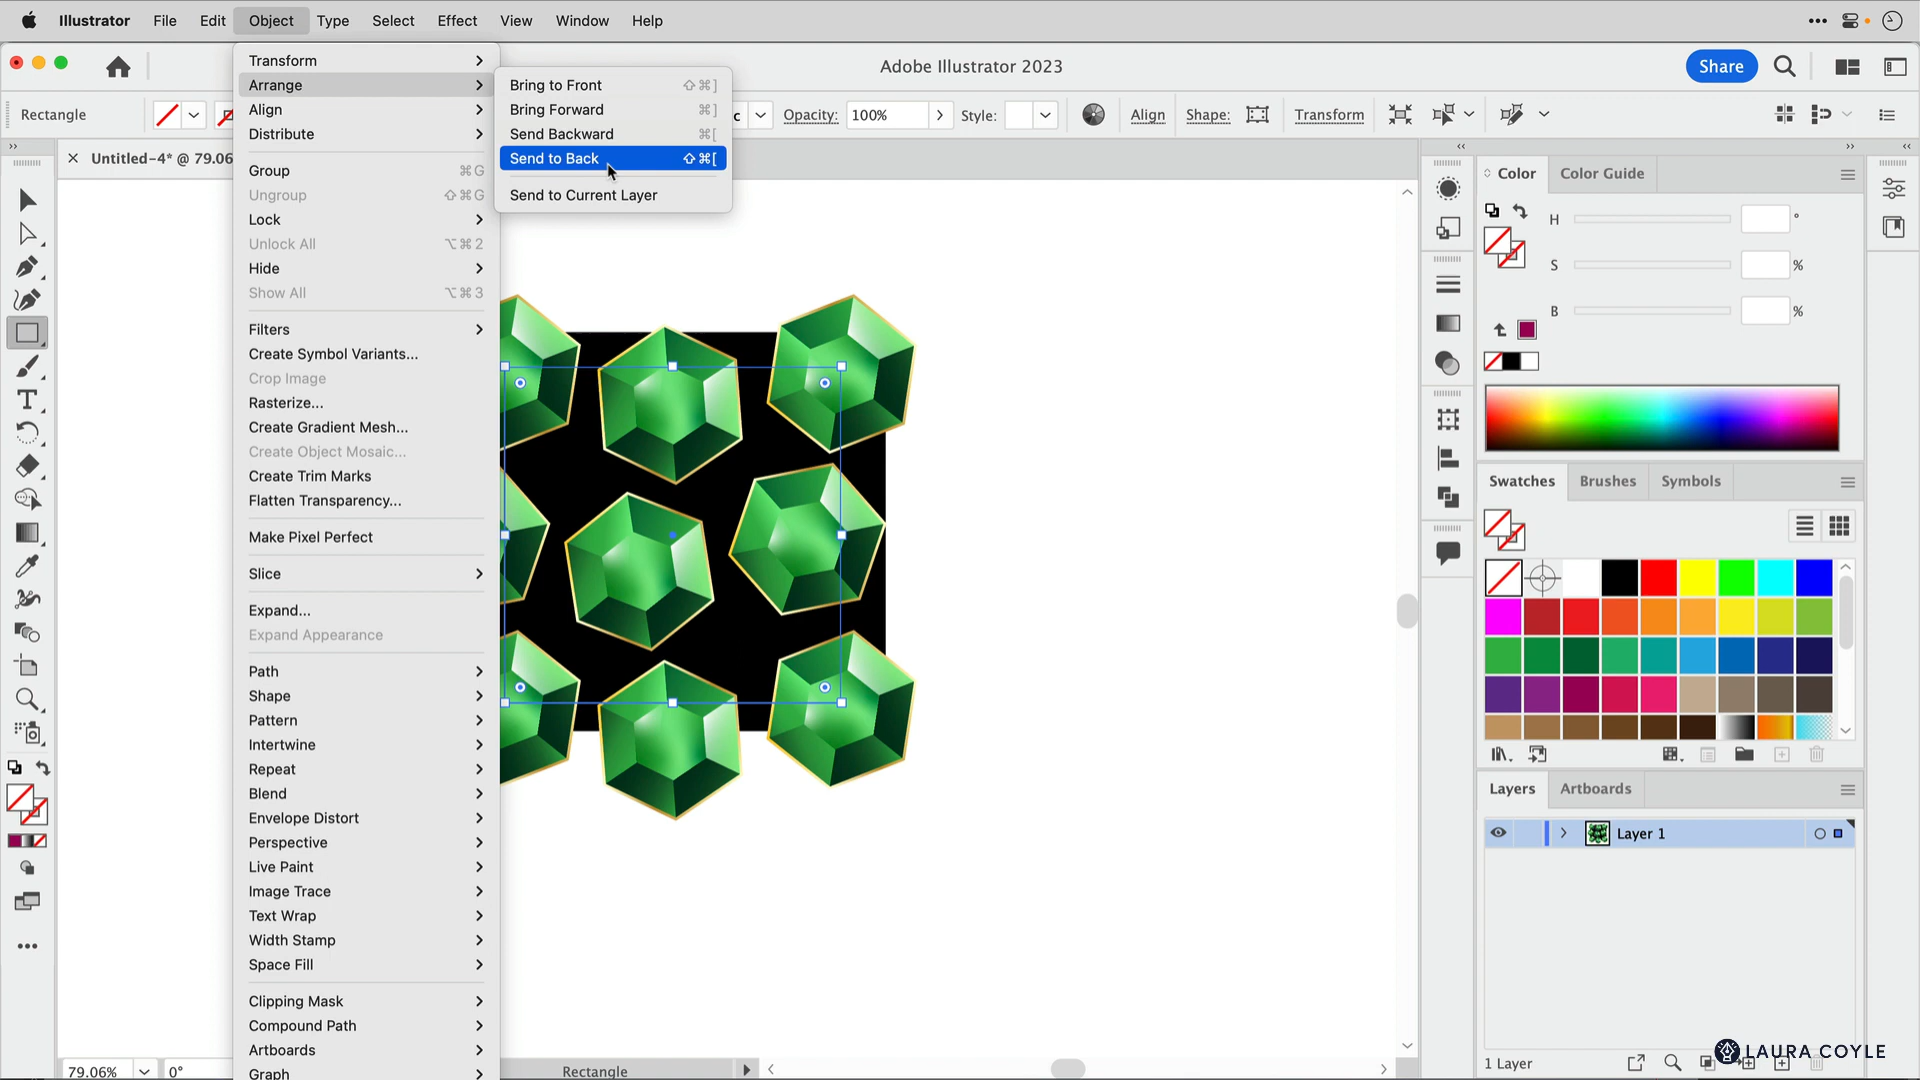 Illustrator File Edit Object Type Select Effect View Window Help
Adobe Illustrator 2023
Share
Rectangle
Opacity: 100% Style: Align Shape: Transform
Untitled-4* @ 79.06
Transform
Arrange
Align
Distribute
Group ⌘G
Ungroup ⇧⌘G
Lock
Unlock All ⌥⌘2
Hide
Show All ⌥⌘3
Filters
Create Symbol Variants...
Crop Image
Rasterize...
Create Gradient Mesh...
Create Object Mosaic...
Create Trim Marks
Flatten Transparency...
Make Pixel Perfect
Slice
Expand...
Expand Appearance
Path
Shape
Pattern
Intertwine
Repeat
Blend
Envelope Distort
Perspective
Live Paint
Image Trace
Text Wrap
Width Stamp
Space Fill
Clipping Mask
Compound Path
Artboards
Graph
Bring to Front ⇧⌘]
Bring Forward ⌘]
Send Backward ⌘[
Send to Back ⇧⌘[
Send to Current Layer
Color Color Guide
H °
S %
B %
Swatches Brushes Symbols
Layers Artboards
Layer 1
1 Layer
LAURA COYLE
79.06% 0° Rectangle